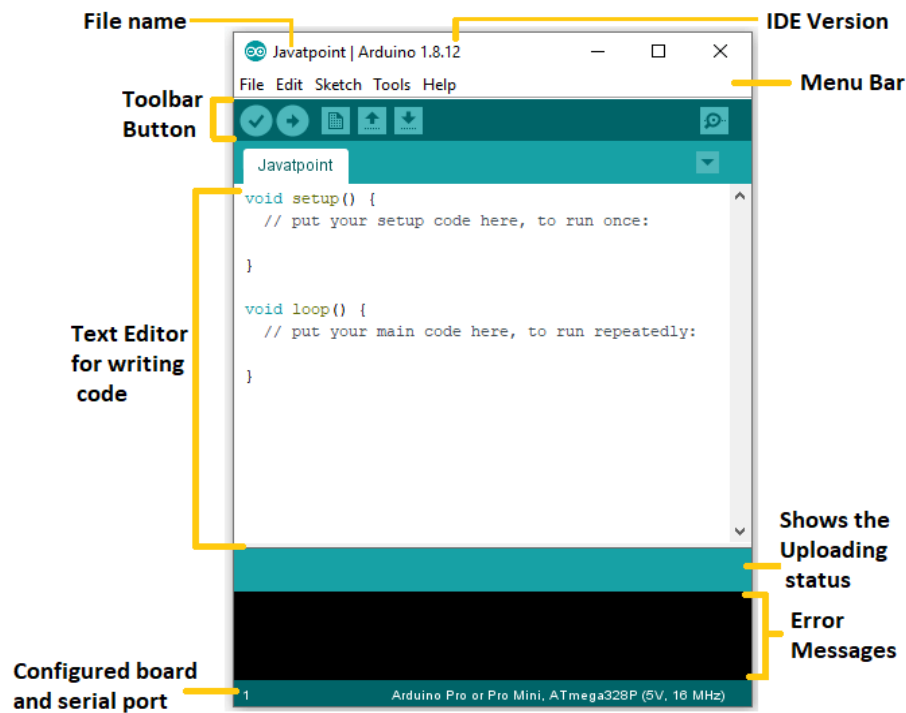 File name
IDE Version
Javatpoint | Arduino 1.8.12
File Edit Sketch Tools Help
Menu Bar
Toolbar
Button
Javatpoint
void setup() {
// put your setup code here, to run once:
}
void loop() {
// put your main code here, to run repeatedly:
}
Text Editor
for writing
code
Shows the
Uploading
status
Error
Messages
Configured board
and serial port
1
Arduino Pro or Pro Mini, ATmega328P (5V, 16 MHz)